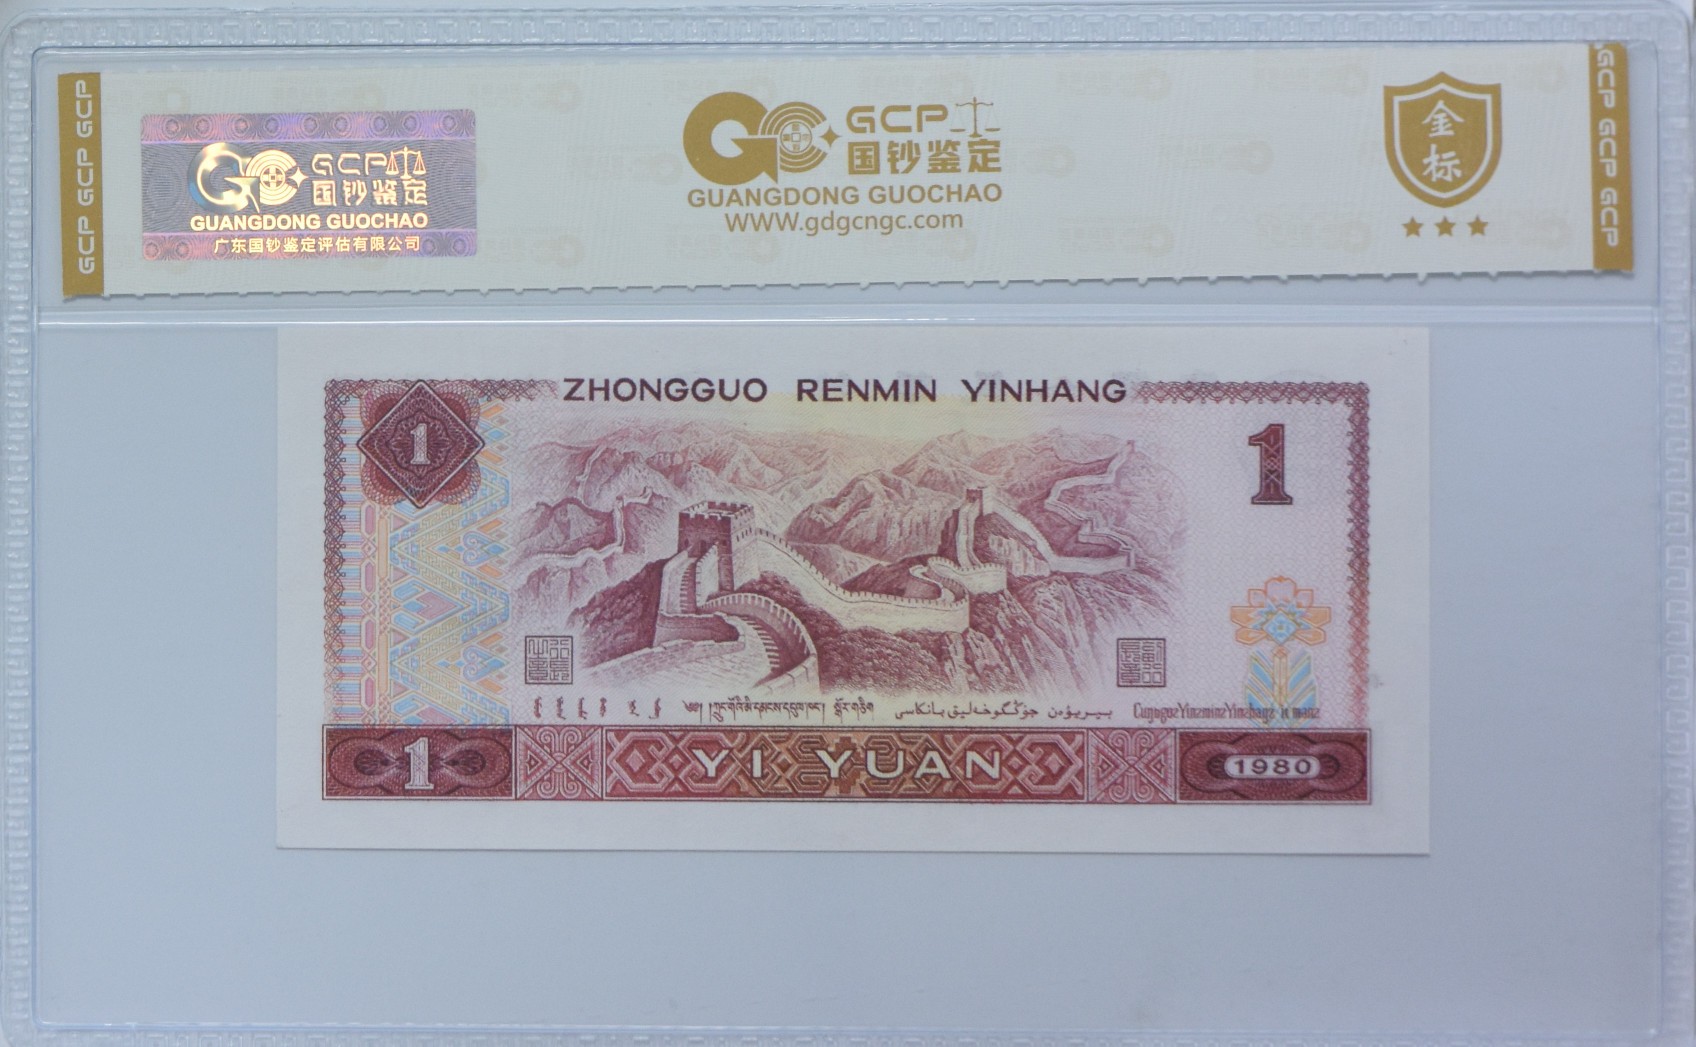 GCP GCP GCP
GCP
国钞鉴定
GUANGDONG GUOCHAO
广东国钞鉴定评估有限公司
GCP
国钞鉴定
GUANGDONG GUOCHAO
WWW.gdgcngc.com
金
标
GCP GCP GCP
ZHONGGUO RENMIN YINHANG
1
1
1
YI YUAN
1980